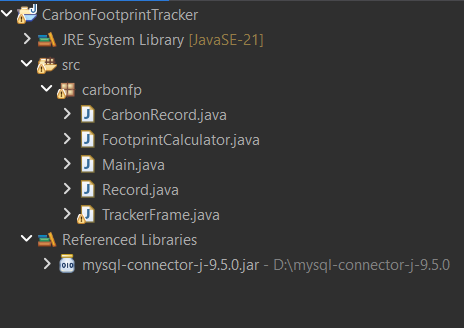 CarbonFootprintTracker
JRE System Library [JavaSE-21]
src
carbonfp
CarbonRecord.java
FootprintCalculator.java
Main.java
Record.java
TrackerFrame.java
Referenced Libraries
mysql-connector-j-9.5.0.jar - D:\mysql-connector-j-9.5.0